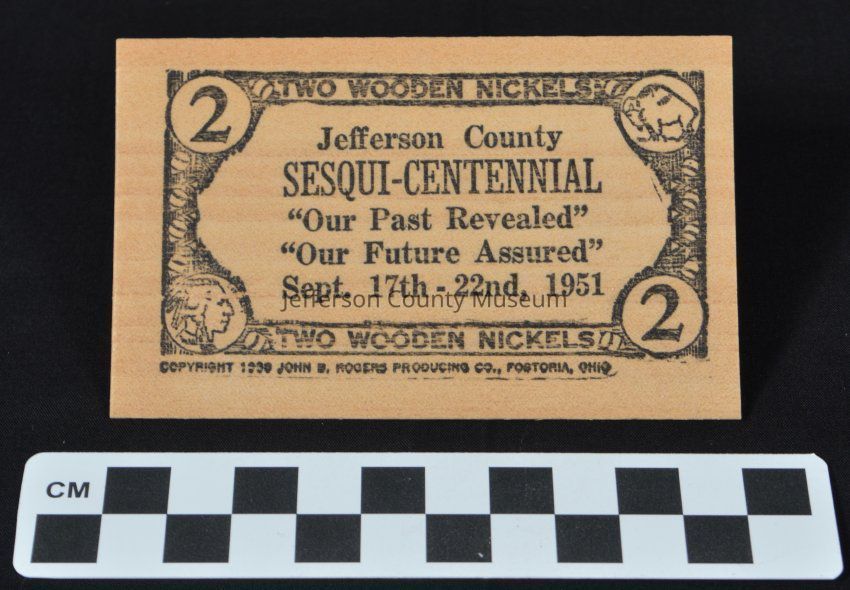 2 TWO WOODEN NICKELS
Jefferson County
SESQUI-CENTENNIAL
“Our Past Revealed”
“Our Future Assured”
Sept. 17th - 22nd, 1951
Jefferson County Museum
TWO WOODEN NICKELS 2
COPYRIGHT 1938 JOHN B. ROGERS PRODUCING CO., FOSTORIA, OHIO
CM